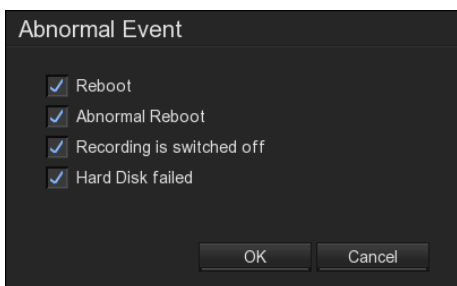 Abnormal Event
Reboot
Abnormal Reboot
Recording is switched off
Hard Disk failed
OK
Cancel